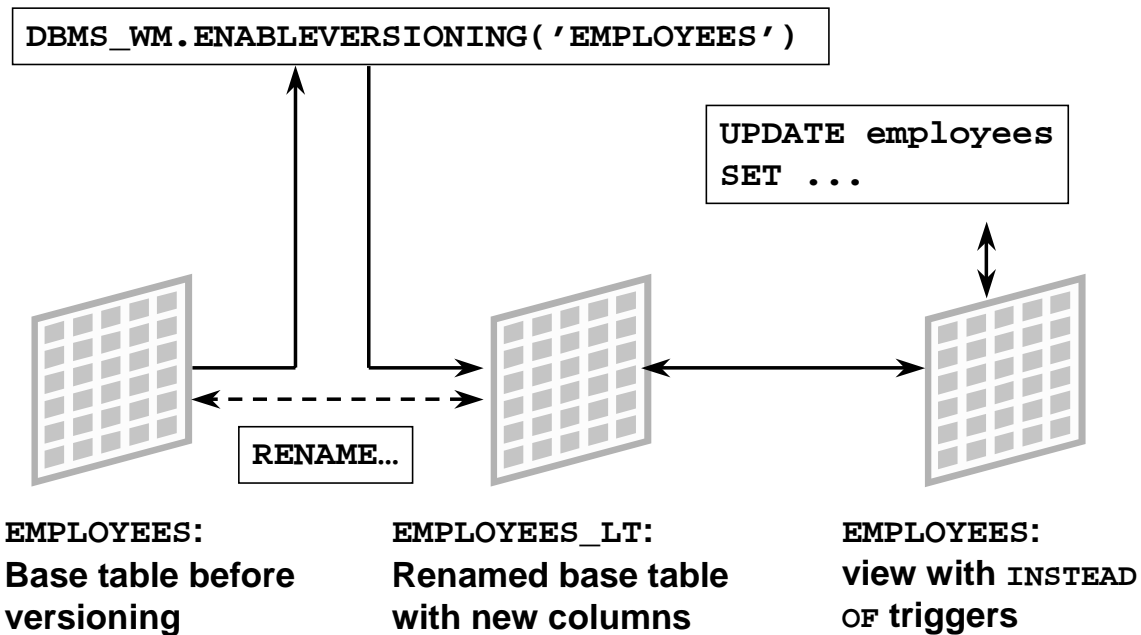 DBMS_WM.ENABLEVERSIONING(’EMPLOYEES’)
UPDATE employees
SET ...
RENAME…
EMPLOYEES:
Base table before
versioning
EMPLOYEES_LT:
Renamed base table
with new columns
EMPLOYEES:
view with INSTEAD
OF triggers